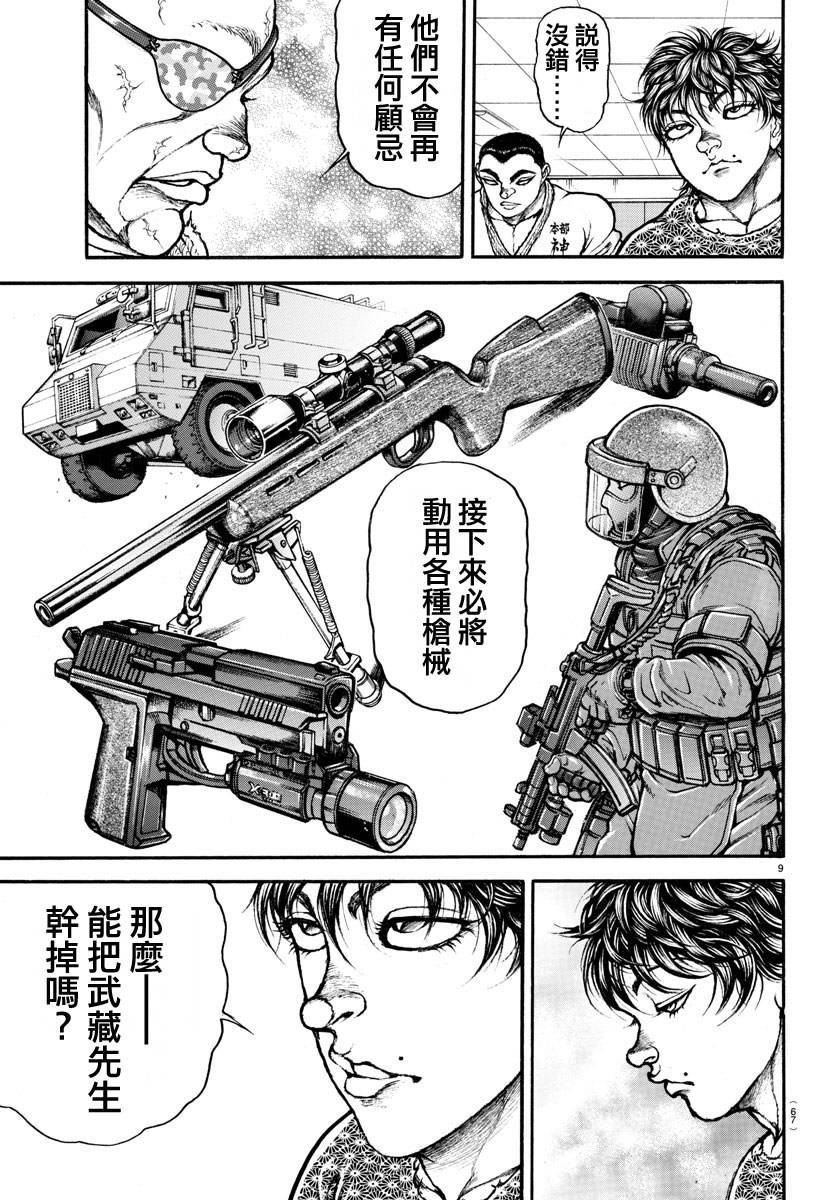 說得
沒錯……
本部
神
他們不會再
有任何顧忌
接下來必將
動用各種槍械
9
那麼——
能把武藏先生
幹掉嗎？
（67）